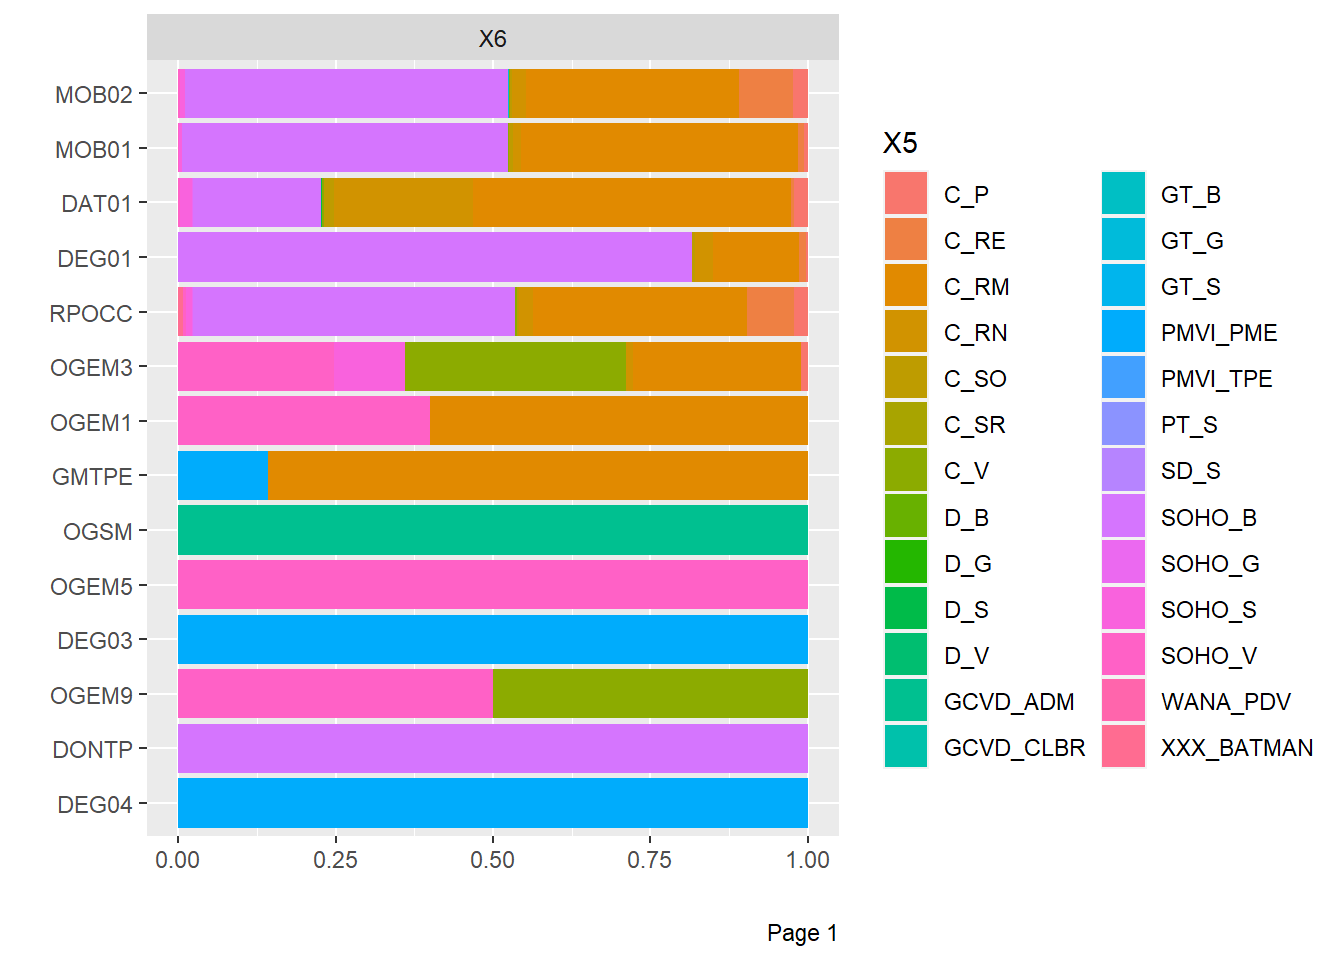 X6
MOB02
MOB01
DAT01
DEG01
RPOCC
OGEM3
OGEM1
GMTPE
OGSM
OGEM5
DEG03
OGEM9
DONTP
DEG04
0.00 0.25 0.50 0.75 1.00
X5
C_P
C_RE
C_RM
C_RN
C_SO
C_SR
C_V
D_B
D_G
D_S
D_V
GCVD_ADM
GCVD_CLBR
GT_B
GT_G
GT_S
PMVI_PME
PMVI_TPE
PT_S
SD_S
SOHO_B
SOHO_G
SOHO_S
SOHO_V
WANA_PDV
XXX_BATMAN
Page 1